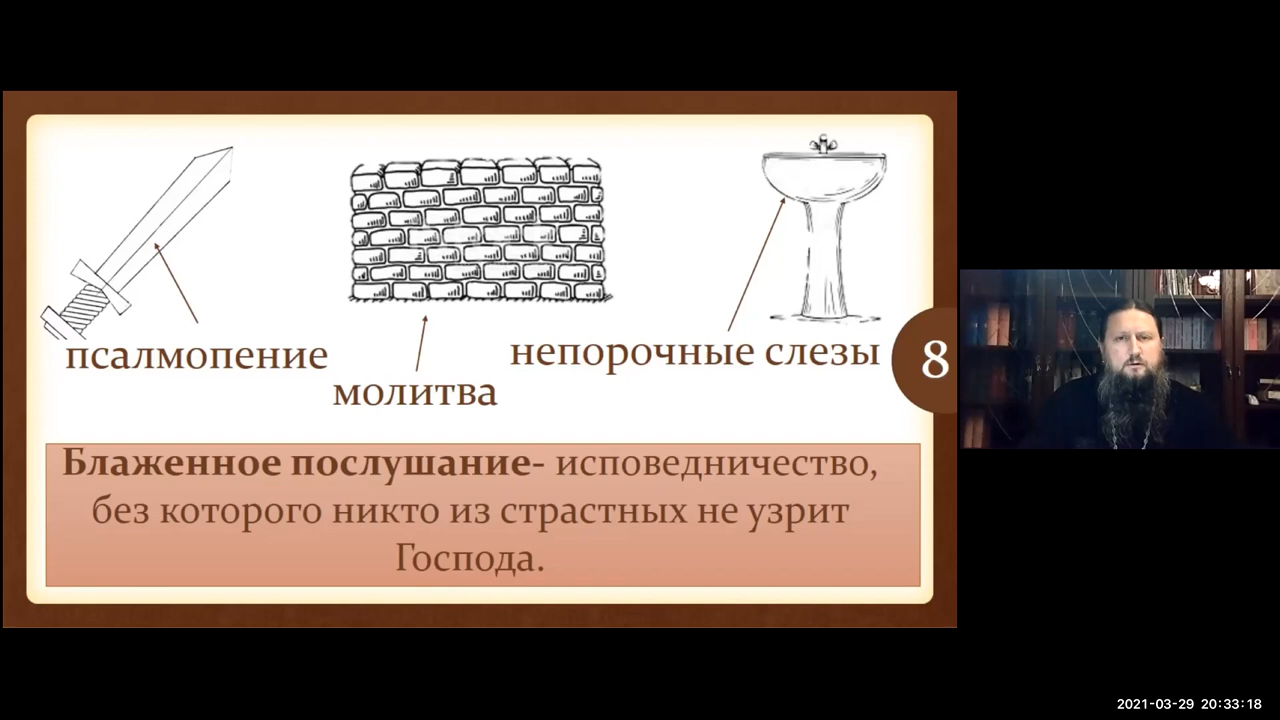 псалмопение
молитва
непорочные слезы
8
Блаженное послушание- исповедничество,
без которого никто из страстных не узрит
Господа.
2021-03-29 20:33:18